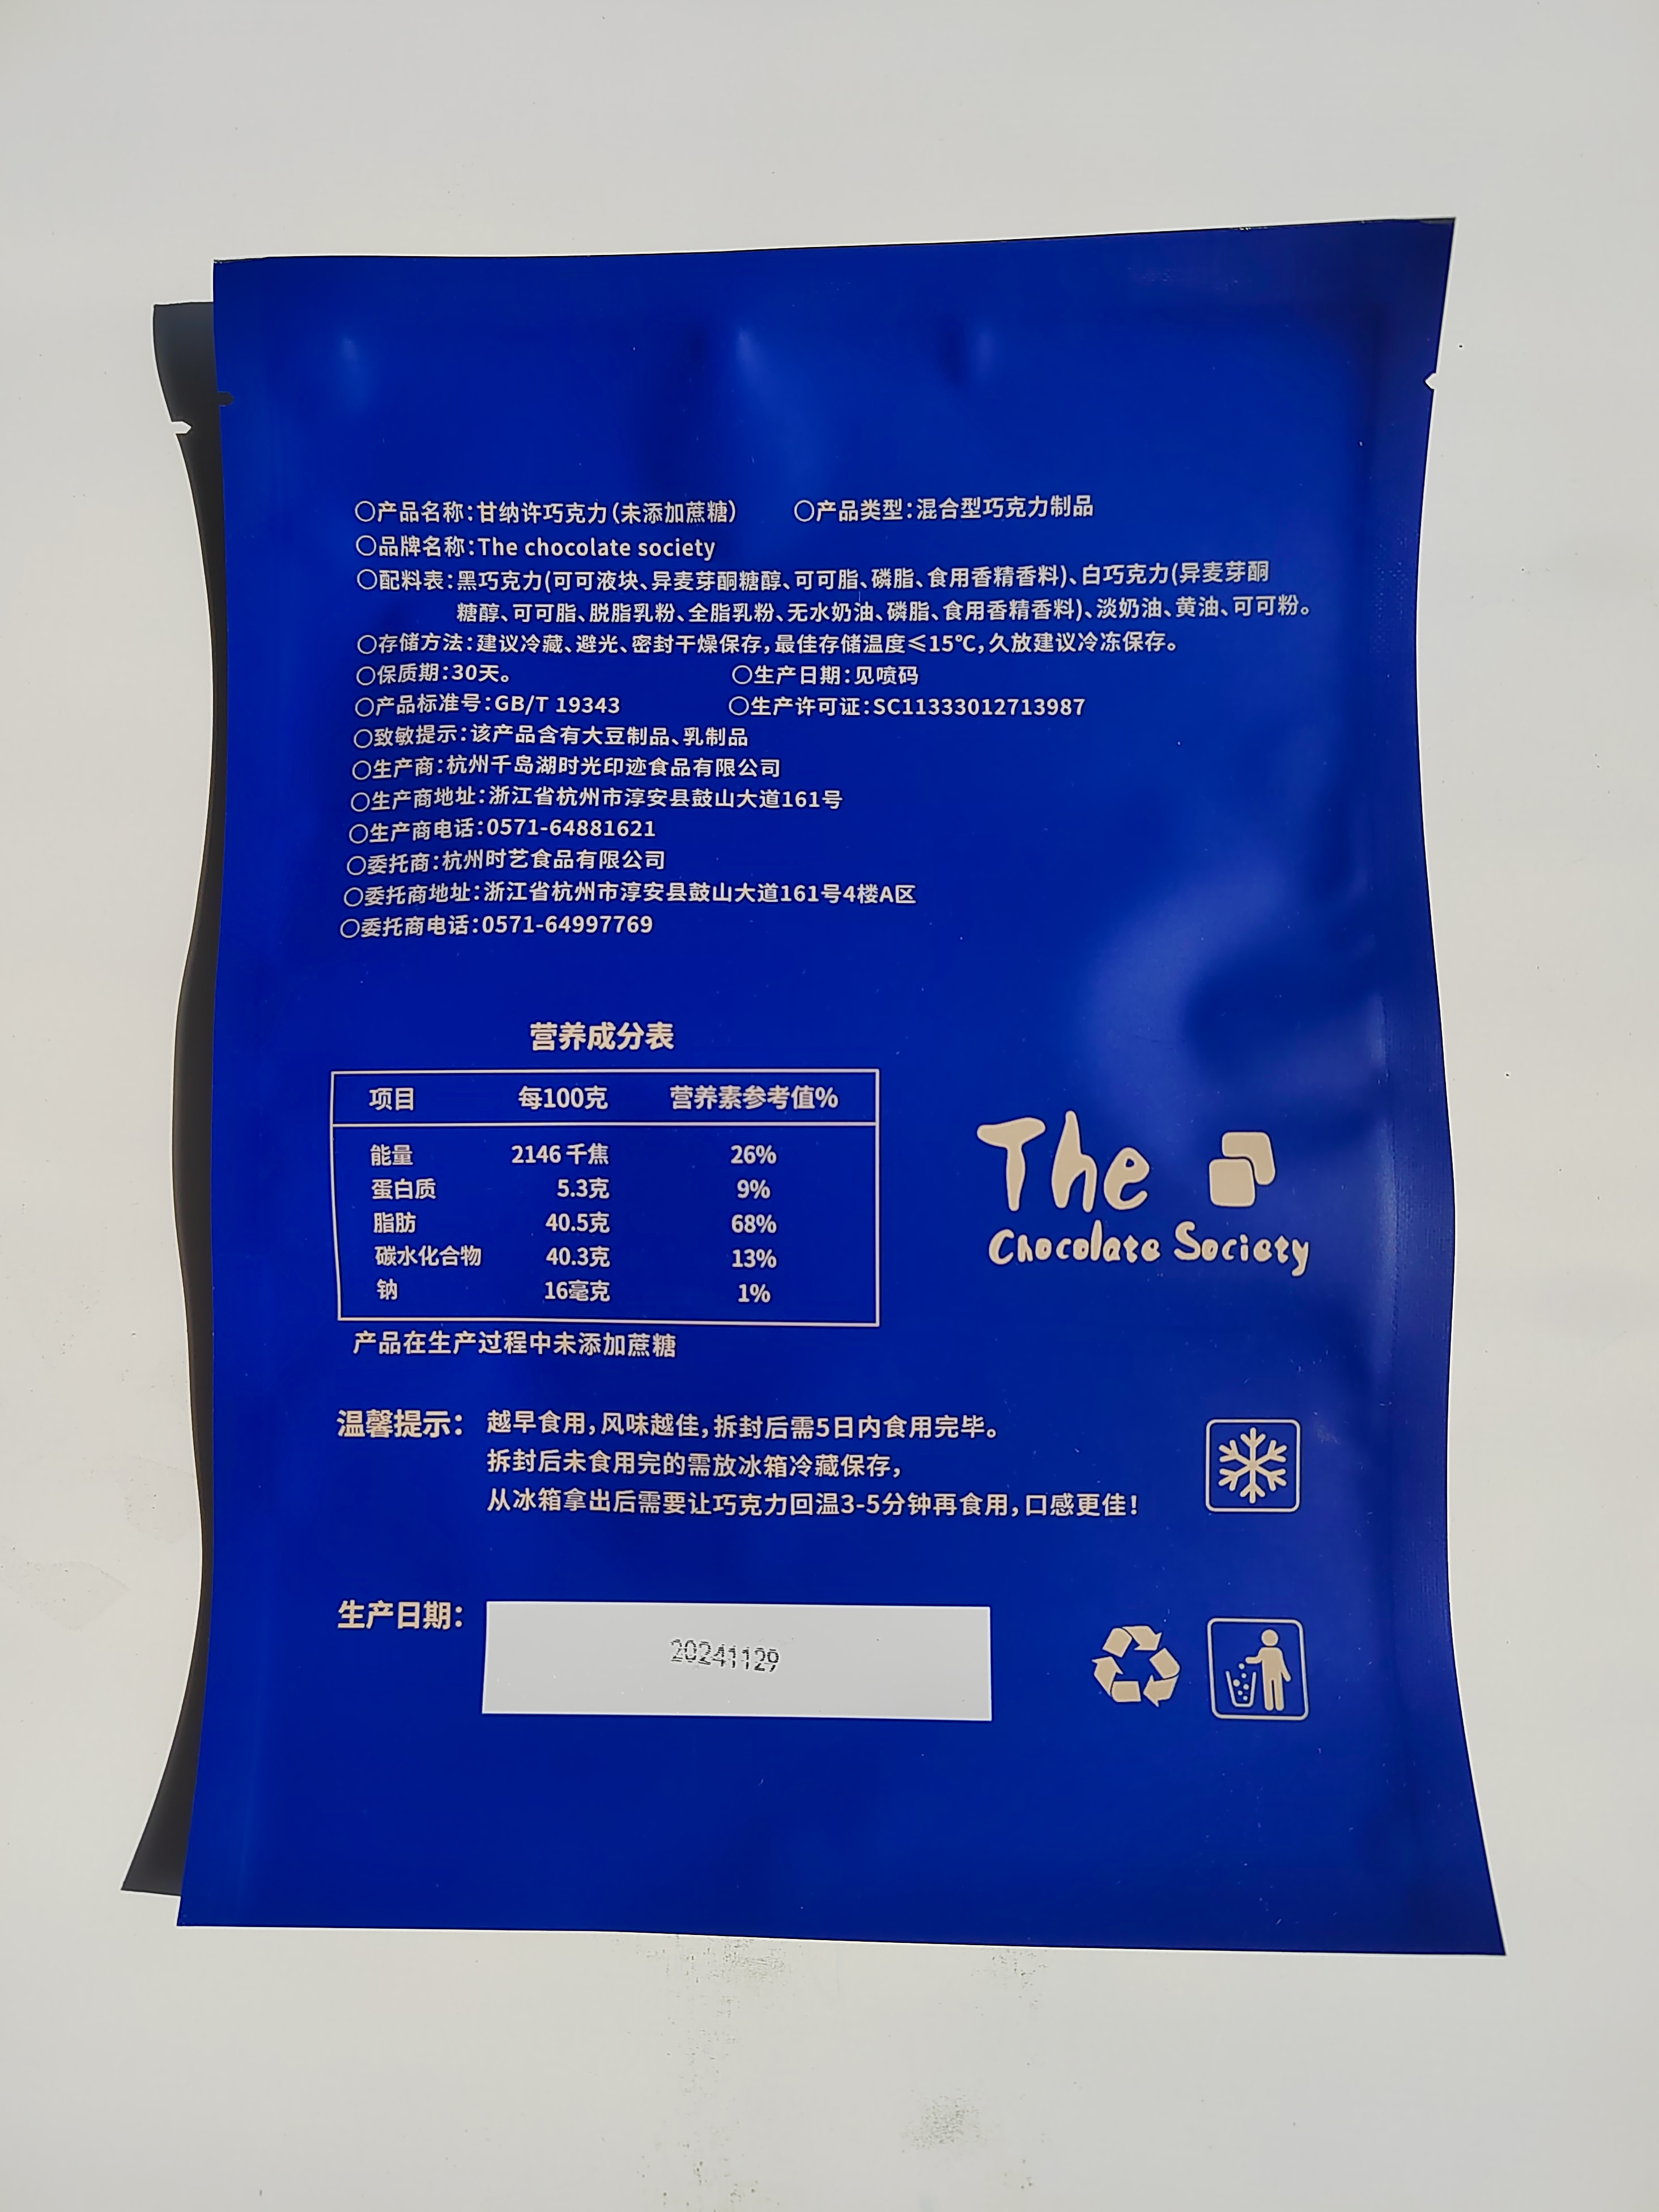 ○产品名称:甘纳许巧克力(未添加蔗糖) ○产品类型:混合型巧克力制品
○品牌名称:The chocolate society
○配料表:黑巧克力(可可液块、异麦芽酮糖醇、可可脂、磷脂、食用香精香料)、白巧克力(异麦芽酮
糖醇、可可脂、脱脂乳粉、全脂乳粉、无水奶油、磷脂、食用香精香料)、淡奶油、黄油、可可粉。
○存储方法:建议冷藏、避光、密封干燥保存,最佳存储温度≤15℃,久放建议冷冻保存。
○保质期:30天。 ○生产日期:见喷码
○产品标准号:GB/T 19343 ○生产许可证:SC11333012713987
○致敏提示:该产品含有大豆制品、乳制品
○生产商:杭州千岛湖时光印迹食品有限公司
○生产商地址:浙江省杭州市淳安县鼓山大道161号
○生产商电话:0571-64881621
○委托商:杭州时艺食品有限公司
○委托商地址:浙江省杭州市淳安县鼓山大道161号4楼A区
○委托商电话:0571-64997769
营养成分表
项目 每100克 营养素参考值%
能量 2146 千焦 26%
蛋白质 5.3克 9%
脂肪 40.5克 68%
碳水化合物 40.3克 13%
钠 16毫克 1%
产品在生产过程中未添加蔗糖
The
Chocolate Society
温馨提示: 越早食用,风味越佳,拆封后需5日内食用完毕。
拆封后未食用完的需放冰箱冷藏保存,
从冰箱拿出后需要让巧克力回温3-5分钟再食用,口感更佳!
生产日期: 20241129